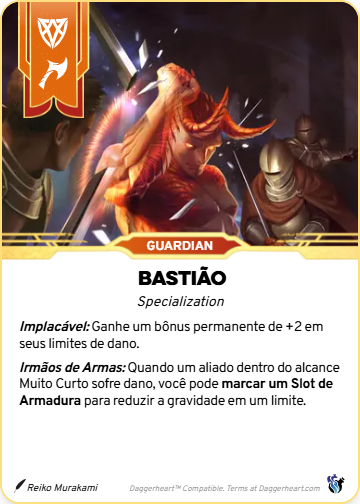 GUARDIAN
BASTIÃO
Specialization
Implacável: Ganhe um bônus permanente de +2 em
seus limites de dano.
Irmãos de Armas: Quando um aliado dentro do alcance
Muito Curto sofre dano, você pode marcar um Slot de
Armadura para reduzir a gravidade em um limite.
Reiko Murakami
Daggerheart™ Compatible. Terms at Daggerheart.com